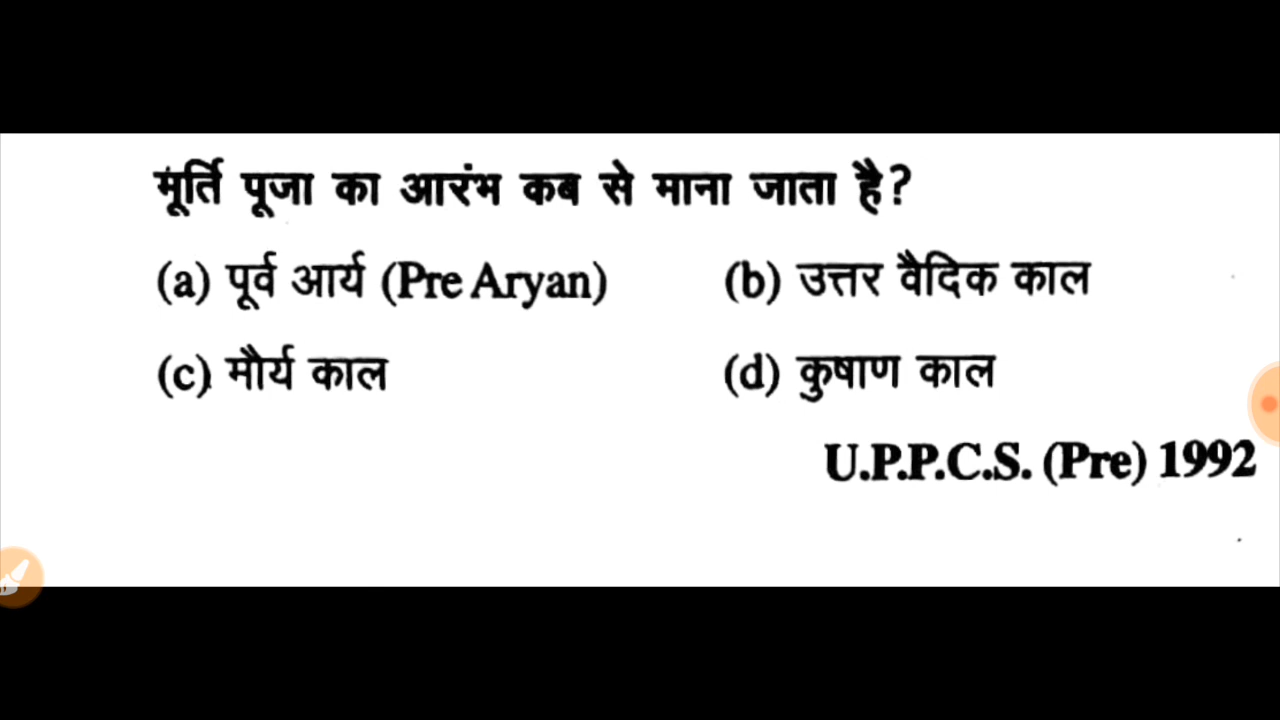 मूर्ति पूजा का आरंभ कब से माना जाता है?
(a) पूर्व आर्य (Pre Aryan) (b) उत्तर वैदिक काल
(c) मौर्य काल (d) कुषाण काल
U.P.P.C.S. (Pre) 1992